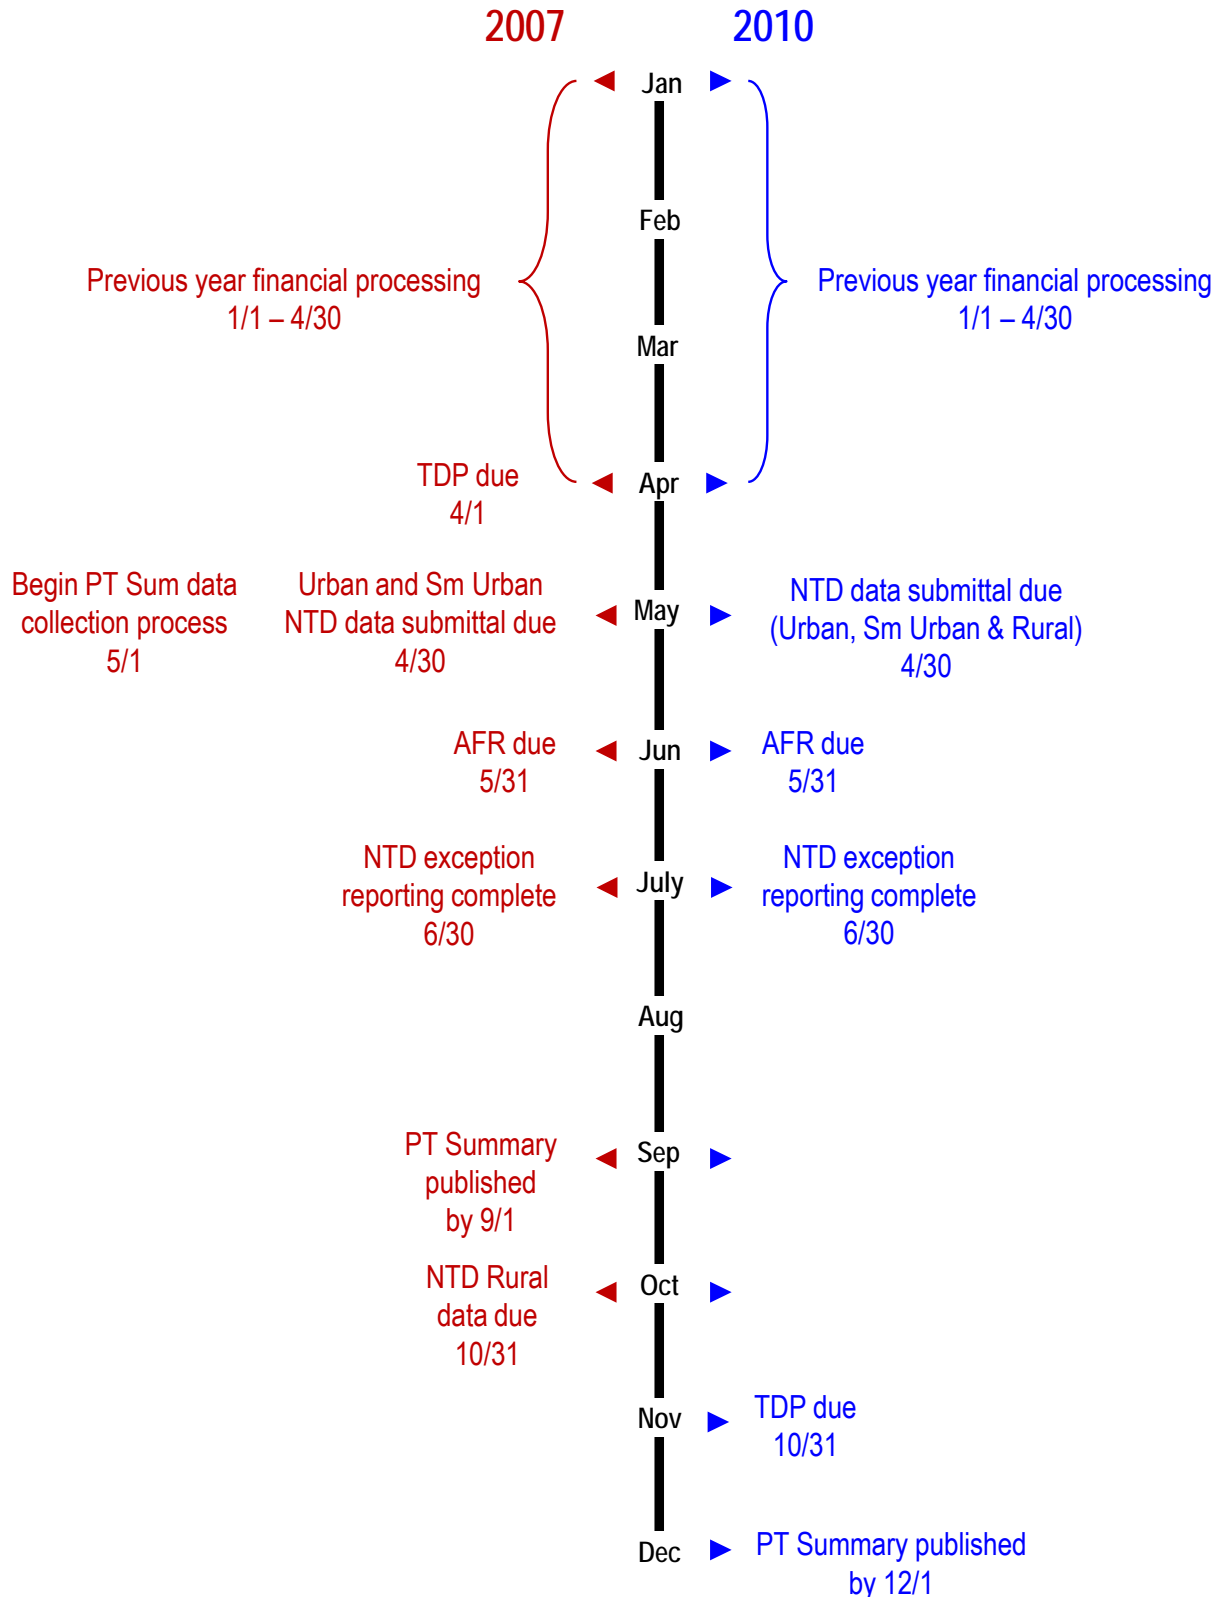 2007
2010
Jan
Feb
Previous year financial processing
1/1 – 4/30
Previous year financial processing
1/1 – 4/30
Mar
TDP due
4/1
Apr
Begin PT Sum data
collection process
5/1
Urban and Sm Urban
NTD data submittal due
4/30
May
NTD data submittal due
(Urban, Sm Urban & Rural)
4/30
AFR due
5/31
Jun
AFR due
5/31
NTD exception
reporting complete
6/30
July
NTD exception
reporting complete
6/30
Aug
PT Summary
published
by 9/1
Sep
NTD Rural
data due
10/31
Oct
Nov
TDP due
10/31
Dec
PT Summary published
by 12/1